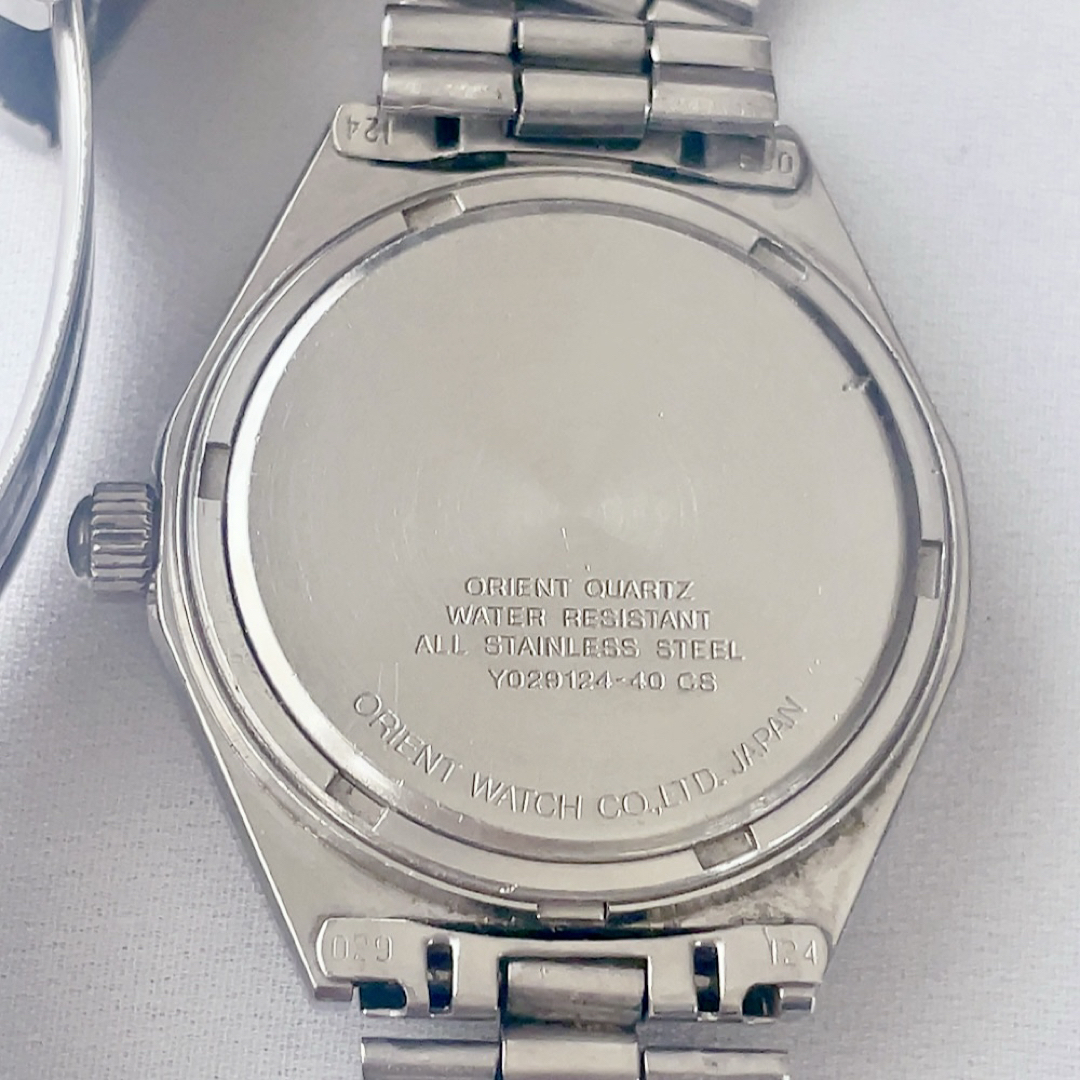 124
ORIENT QUARTZ
WATER RESISTANT
ALL STAINLESS STEEL
Y029124-40 CS
ORIENT WATCH CO.,LTD. JAPAN
029
124